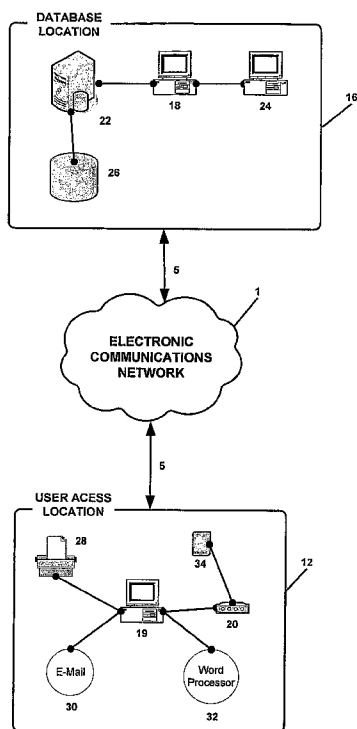 DATABASE
LOCATION
22
18
24
16
26
5
1
ELECTRONIC
COMMUNICATIONS
NETWORK
5
USER ACESS
LOCATION
28
34
12
19
20
E-Mail
Word
Processor
30
32